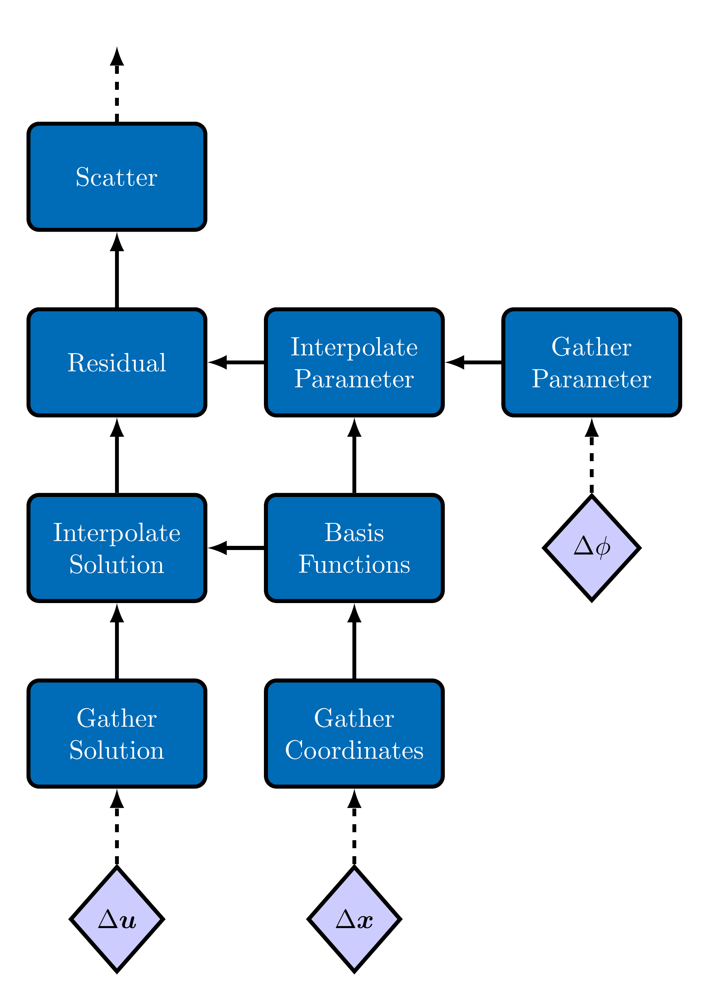 Scatter
Residual
Interpolate
Parameter
Gather
Parameter
Interpolate
Solution
Basis
Functions
Δϕ
Gather
Solution
Gather
Coordinates
Δu
Δx